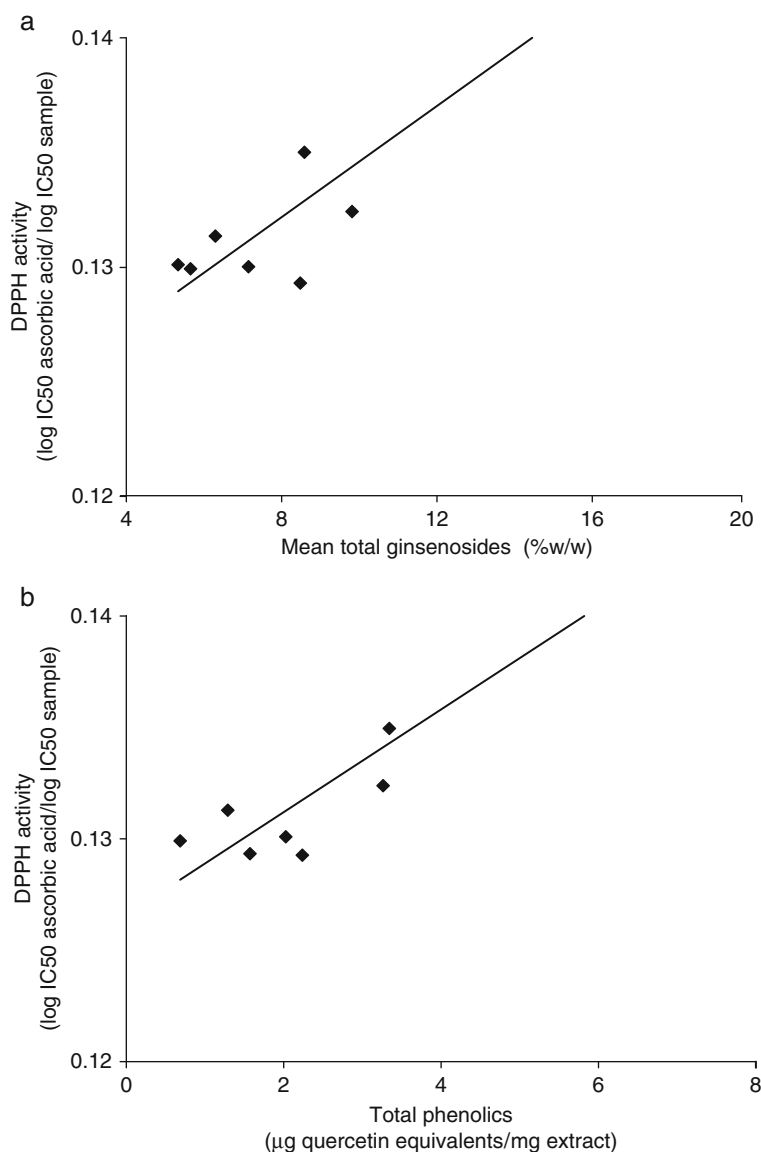 a
0.14
0.13
0.12
DPPH activity
(log IC50 ascorbic acid/ log IC50 sample)
4 8 12 16 20
Mean total ginsenosides (%w/w)
b
0.14
0.13
0.12
DPPH activity
(log IC50 ascorbic acid/log IC50 sample)
0 2 4 6 8
Total phenolics
(μg quercetin equivalents/mg extract)